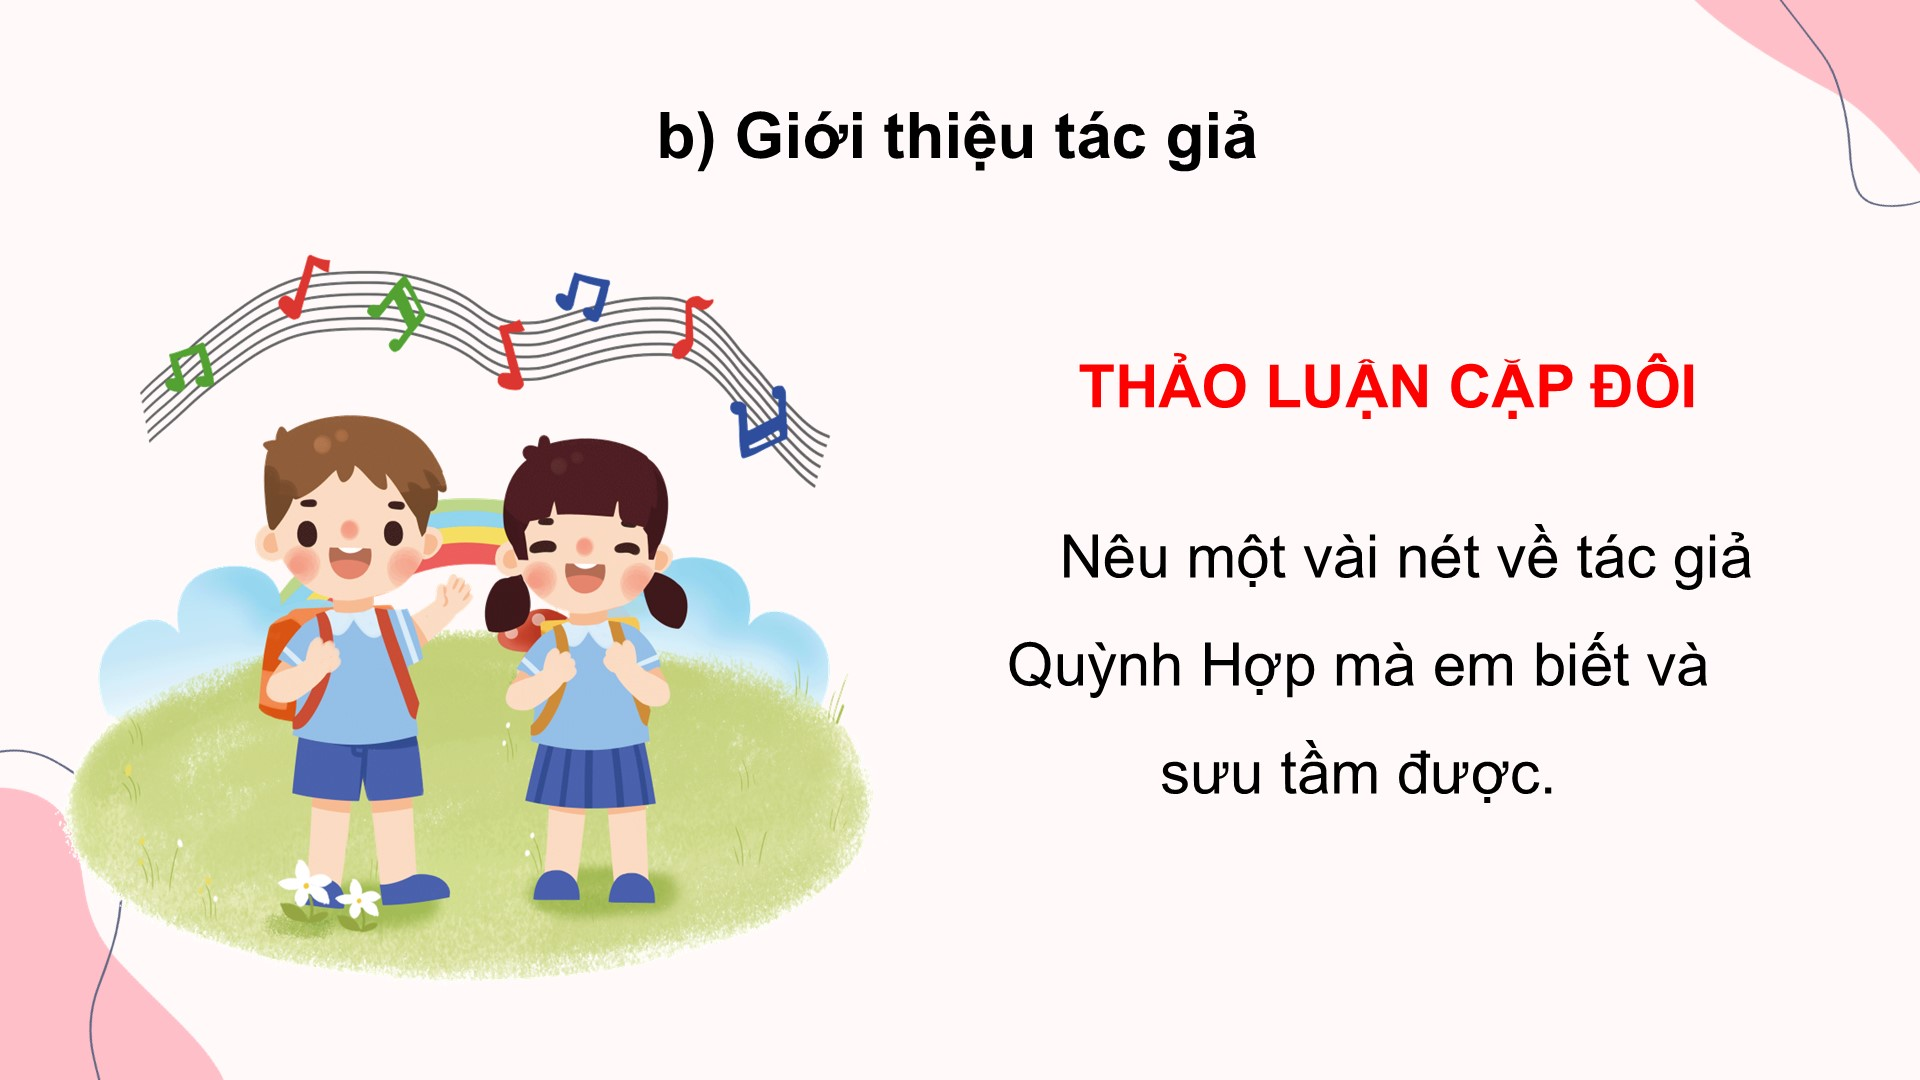 b) Giới thiệu tác giả
THẢO LUẬN CẶP ĐÔI
Nêu một vài nét về tác giả
Quỳnh Hợp mà em biết và
sưu tầm được.